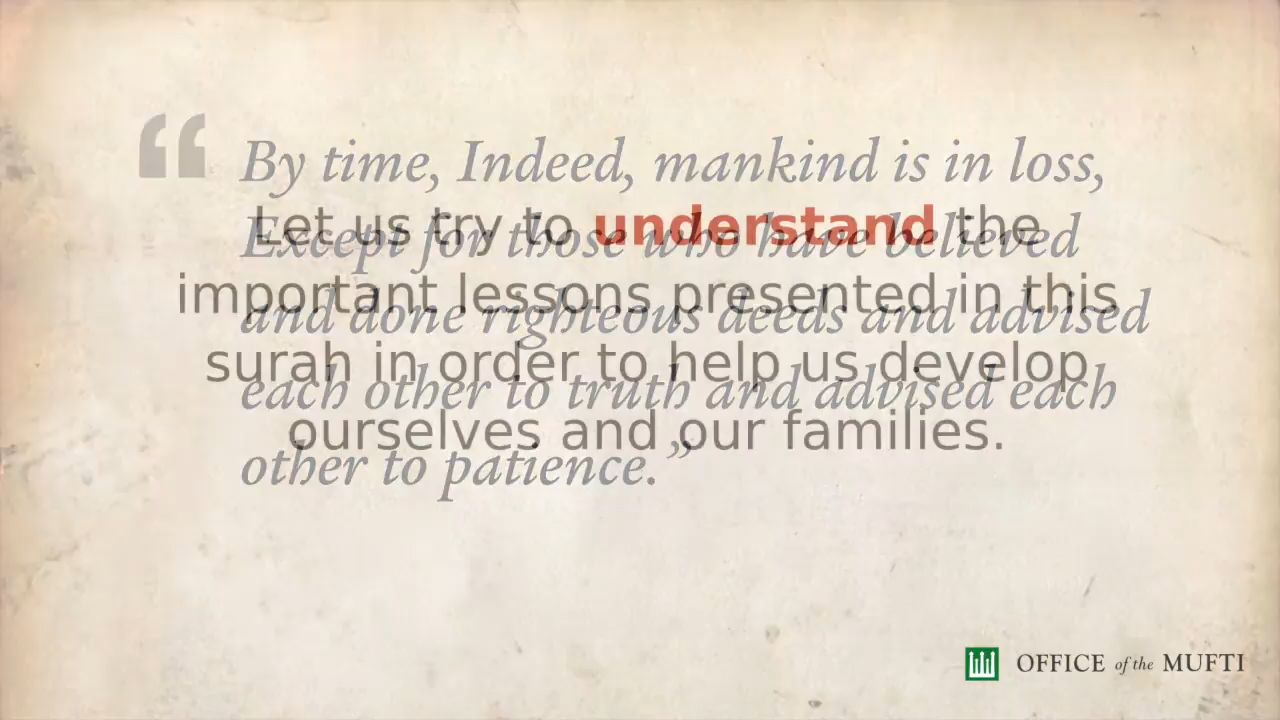 “ By time, Indeed, mankind is in loss,
Except for those who have believed
and done righteous deeds and advised
each other to truth and advised each
other to patience.”
Let us try to understand the
important lessons presented in this
surah in order to help us develop
ourselves and our families.
OFFICE of the MUFTI